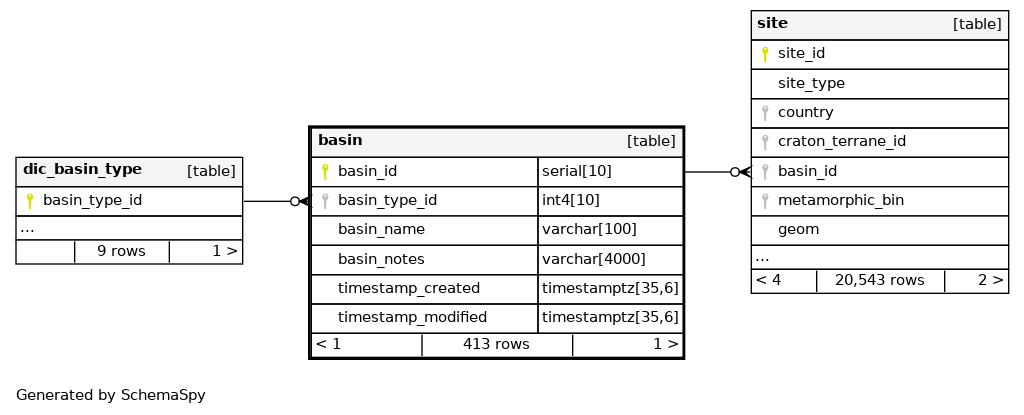 dic_basin_type [table]
basin_type_id
...
9 rows 1 >
basin [table]
basin_id serial[10]
basin_type_id int4[10]
basin_name varchar[100]
basin_notes varchar[4000]
timestamp_created timestamptz[35,6]
timestamp_modified timestamptz[35,6]
< 1 413 rows 1 >
site [table]
site_id
site_type
country
craton_terrane_id
basin_id
metamorphic_bin
geom
...
< 4 20,543 rows 2 >
Generated by SchemaSpy